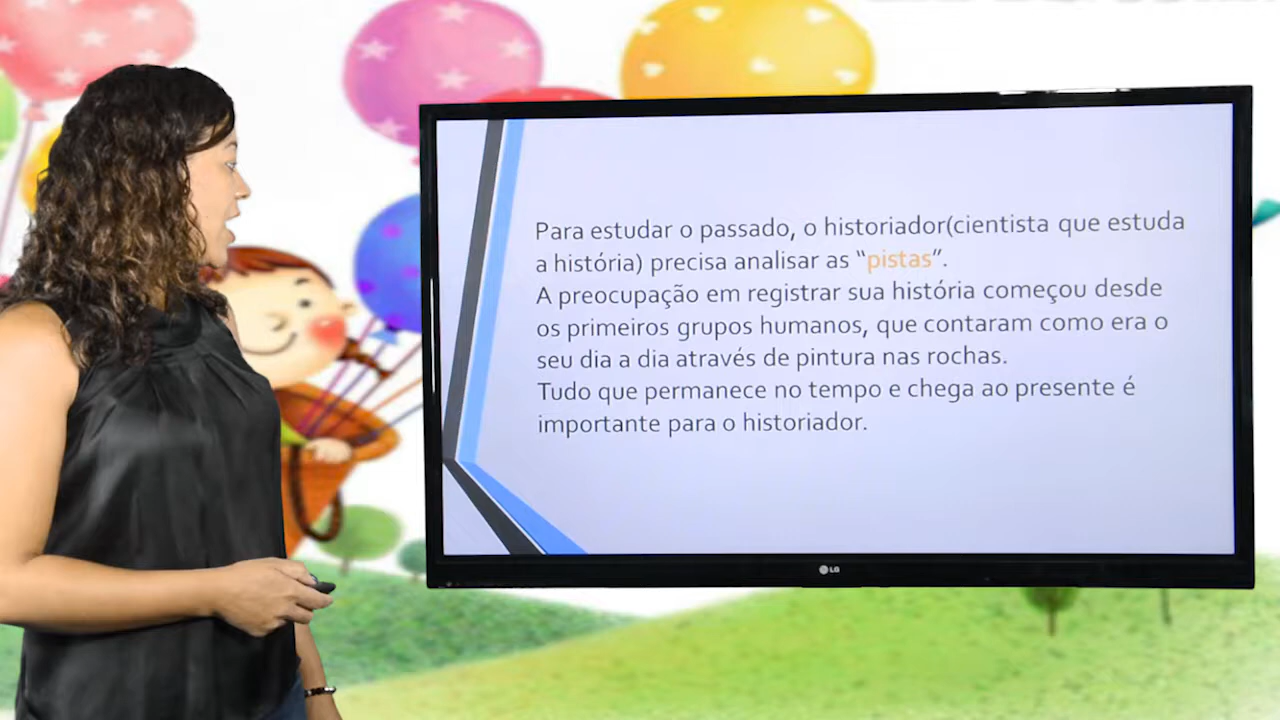 Para estudar o passado, o historiador(cientista que estuda
a história) precisa analisar as “pistas”.
A preocupação em registrar sua história começou desde
os primeiros grupos humanos, que contaram como era o
seu dia a dia através de pintura nas rochas.
Tudo que permanece no tempo e chega ao presente é
importante para o historiador.
LG